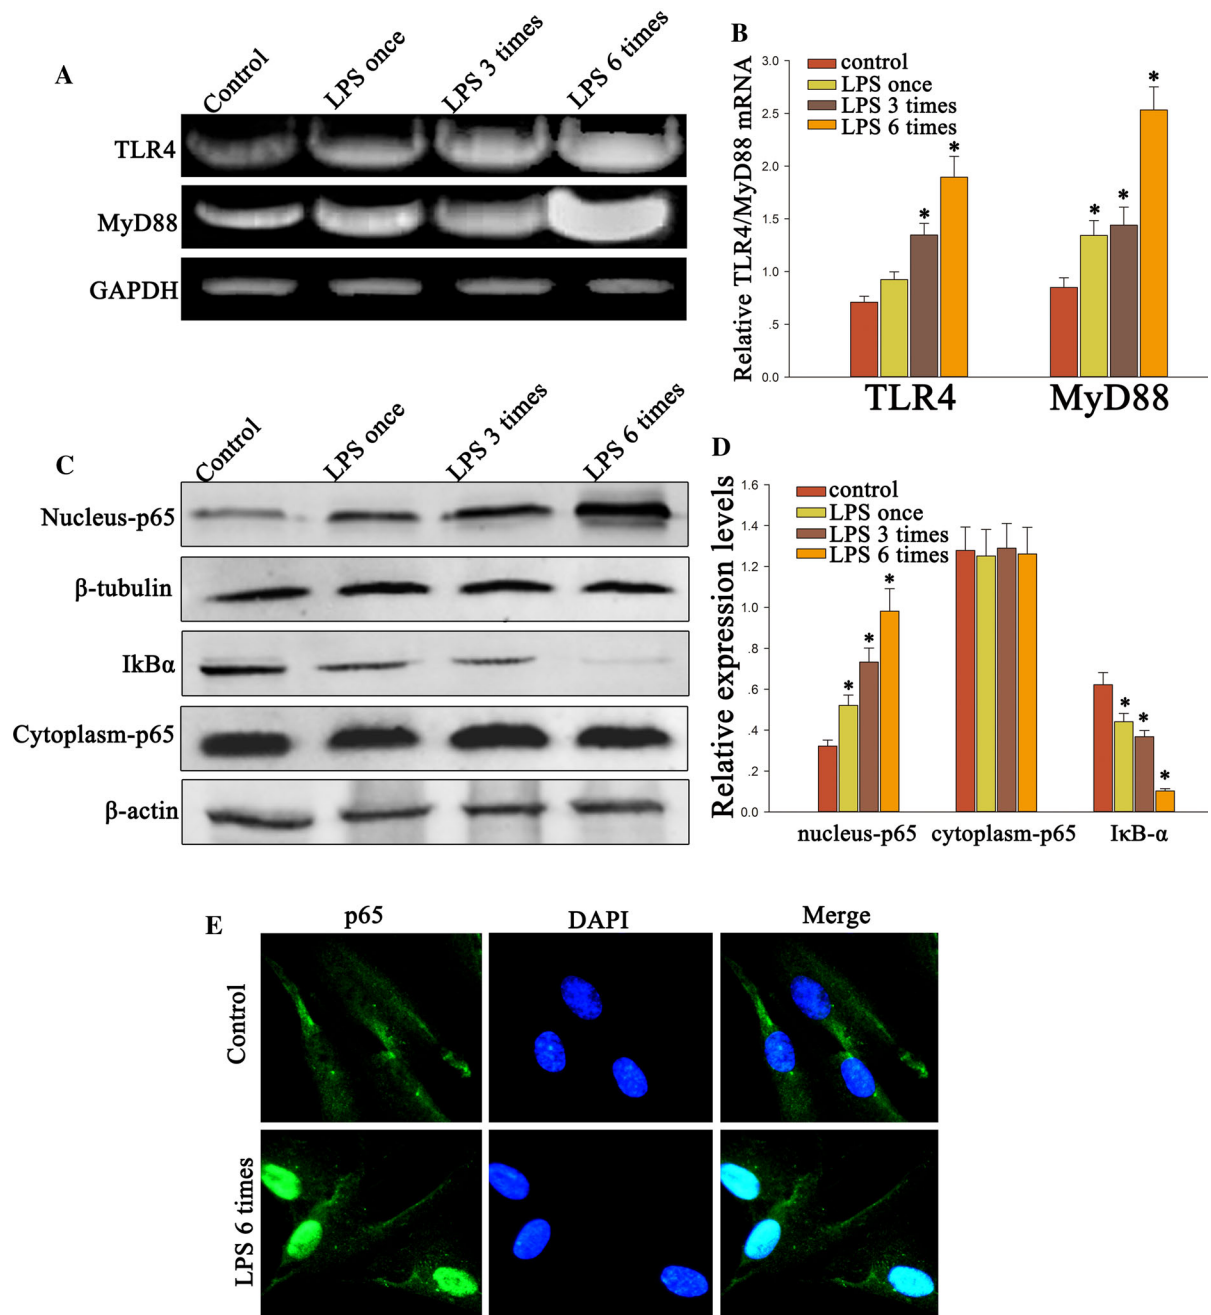 A
Control
LPS once
LPS 3 times
LPS 6 times
TLR4
MyD88
GAPDH
B
Relative TLR4/MyD88 mRNA
3.0
2.5
2.0
1.5
1.0
.5
0.0
control
LPS once
LPS 3 times
LPS 6 times
*
*
*
*
*
TLR4
MyD88
C
Control
LPS once
LPS 3 times
LPS 6 times
Nucleus-p65
β-tubulin
IkBα
Cytoplasm-p65
β-actin
D
Relative expression levels
1.6
1.4
1.2
1.0
.8
.6
.4
.2
0.0
control
LPS once
LPS 3 times
LPS 6 times
*
*
*
*
*
*
nucleus-p65
cytoplasm-p65
IκB-α
E
p65
DAPI
Merge
Control
LPS 6 times